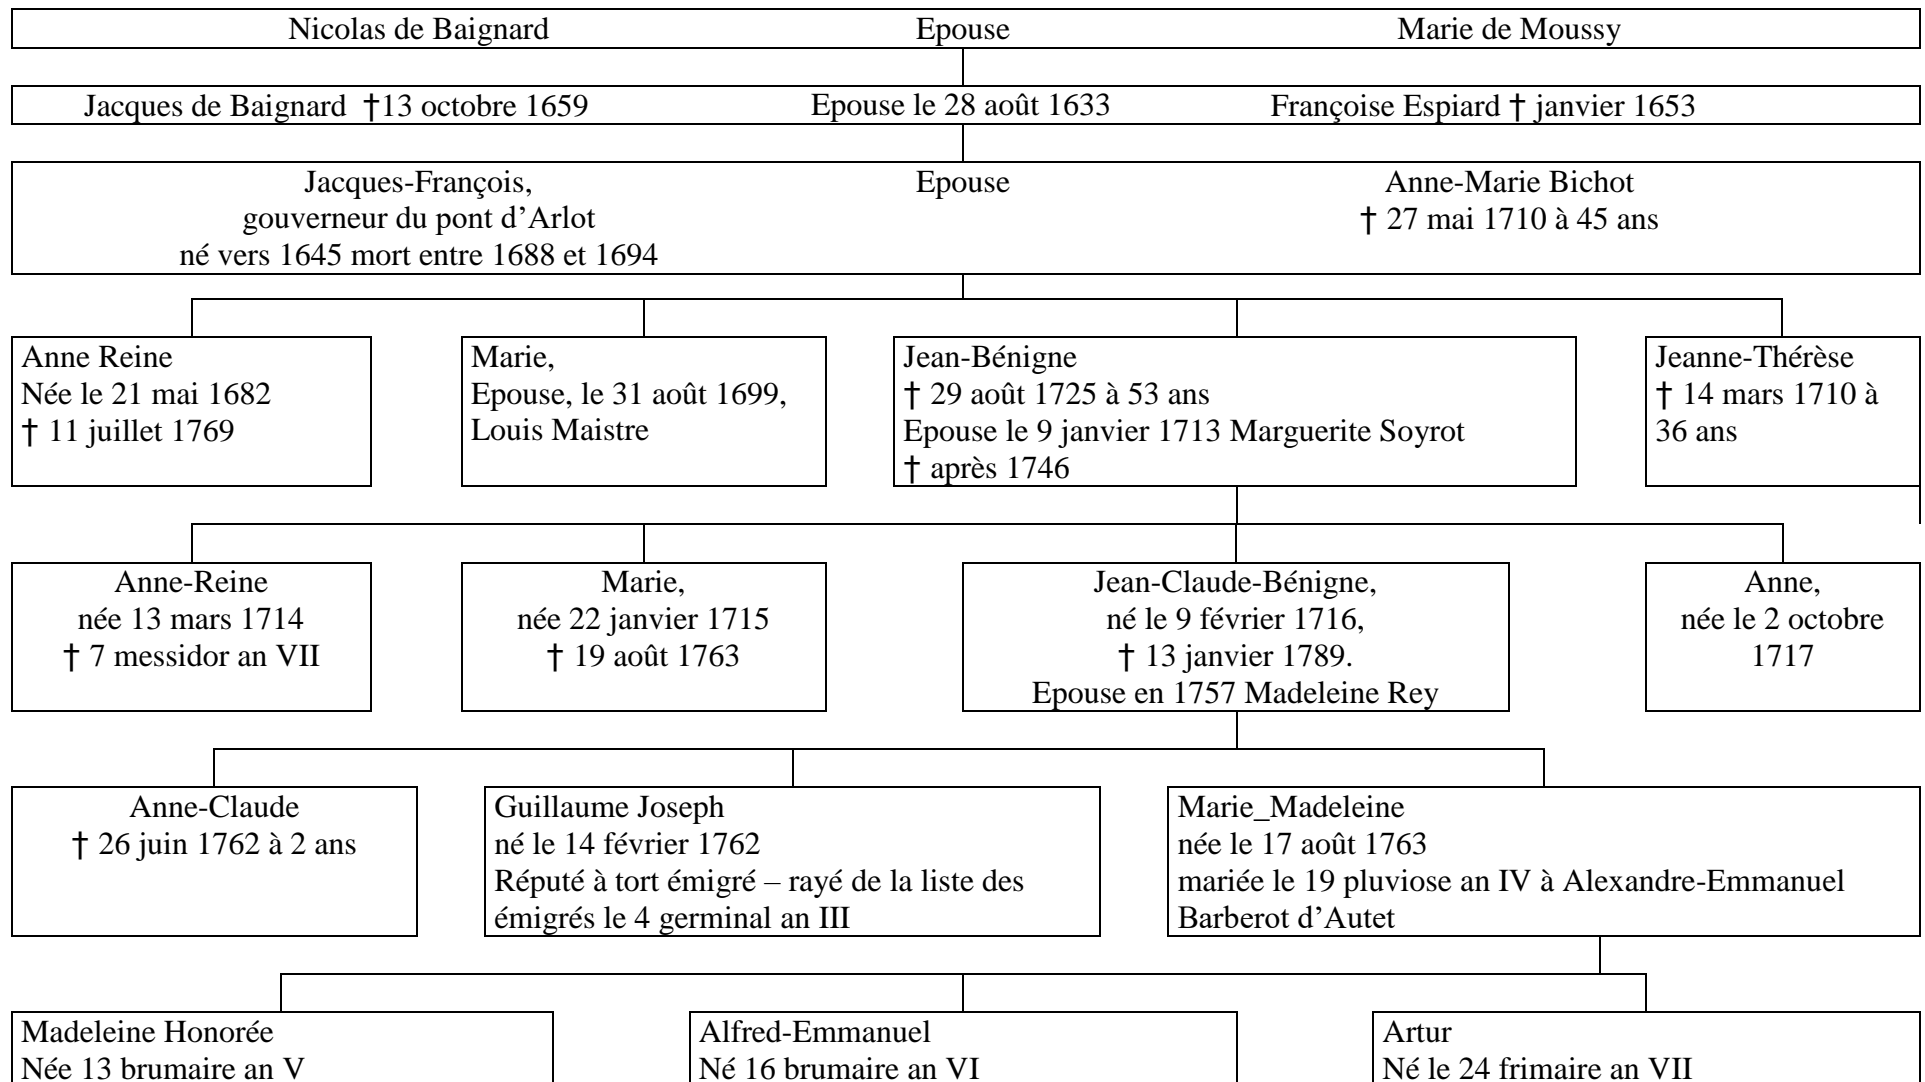 Nicolas de Baignard Epouse Marie de Moussy
Jacques de Baignard †13 octobre 1659 Epouse le 28 août 1633 Françoise Espiard † janvier 1653
Jacques-François, Epouse Anne-Marie Bichot
gouverneur du pont d’Arlot † 27 mai 1710 à 45 ans
né vers 1645 mort entre 1688 et 1694
Anne Reine
Née le 21 mai 1682
† 11 juillet 1769
Marie,
Epouse, le 31 août 1699,
Louis Maistre
Jean-Bénigne
† 29 août 1725 à 53 ans
Epouse le 9 janvier 1713 Marguerite Soyrot
† après 1746
Jeanne-Thérèse
† 14 mars 1710 à
36 ans
Anne-Reine
née 13 mars 1714
† 7 messidor an VII
Marie,
née 22 janvier 1715
† 19 août 1763
Jean-Claude-Bénigne,
né le 9 février 1716,
† 13 janvier 1789.
Epouse en 1757 Madeleine Rey
Anne,
née le 2 octobre
1717
Anne-Claude
† 26 juin 1762 à 2 ans
Guillaume Joseph
né le 14 février 1762
Réputé à tort émigré – rayé de la liste des
émigrés le 4 germinal an III
Marie_Madeleine
née le 17 août 1763
mariée le 19 pluviose an IV à Alexandre-Emmanuel
Barberot d’Autet
Madeleine Honorée
Née 13 brumaire an V
Alfred-Emmanuel
Né 16 brumaire an VI
Artur
Né le 24 frimaire an VII